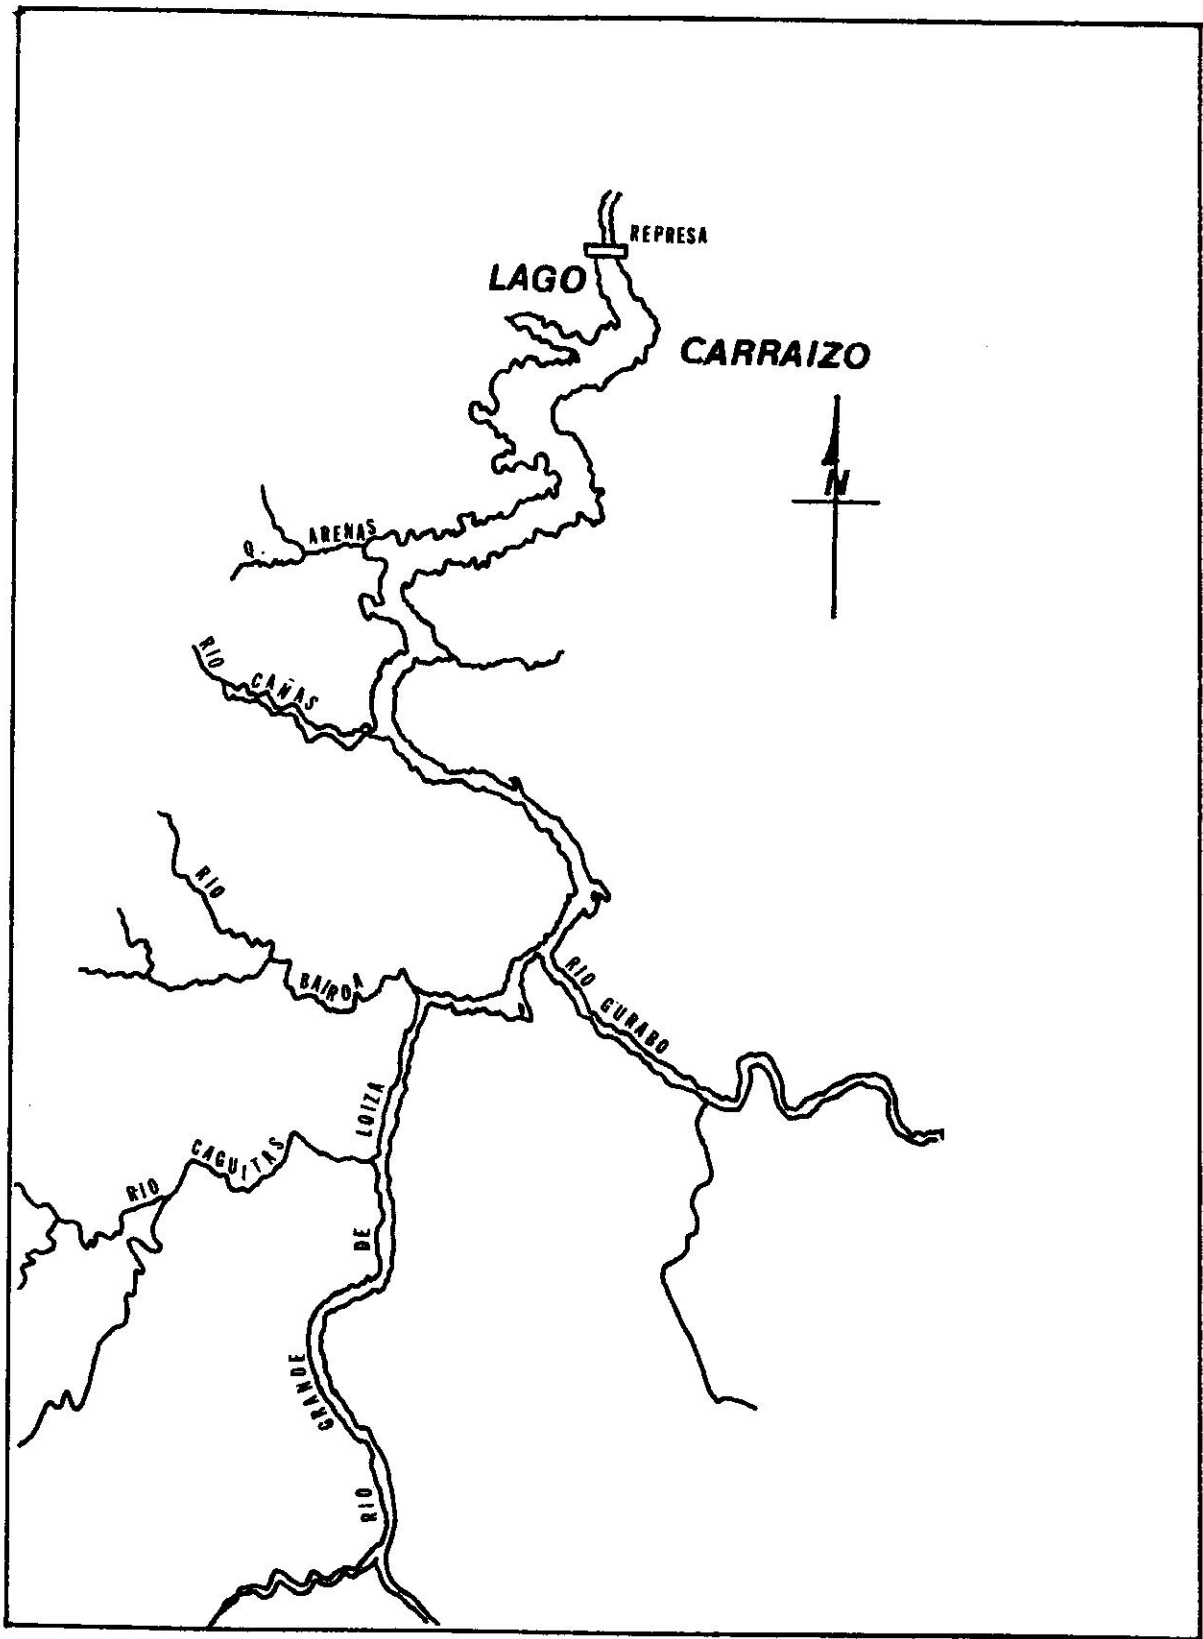 REPRESA
LAGO
CARRAIZO
N
Q. ARENAS
RIO CAÑAS
RIO BAIROA
RIO GURABO
RIO CAGUITAS
RIO GRANDE DE LOIZA